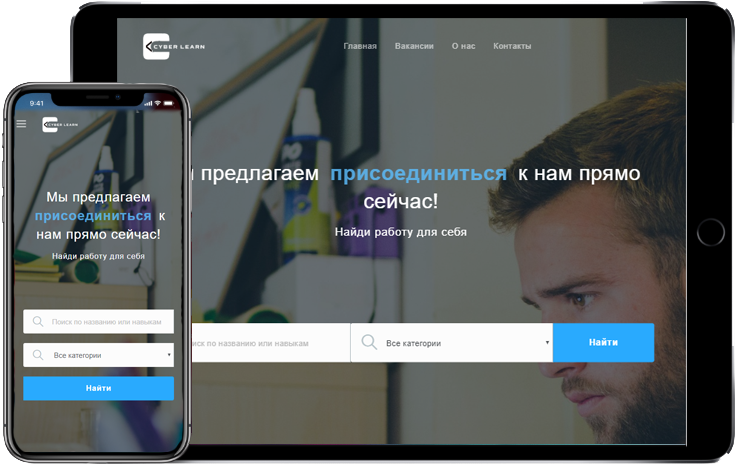 CYBER LEARN
Главная Вакансии О нас Контакты
предлагаем присоединиться к нам прямо
сейчас!
Найди работу для себя
по названию или навыкам
Все категории
Найти
9:41
CYBER LEARN
Мы предлагаем
присоединиться к
нам прямо сейчас!
Найди работу для себя
Поиск по названию или навыкам
Все категории
Найти